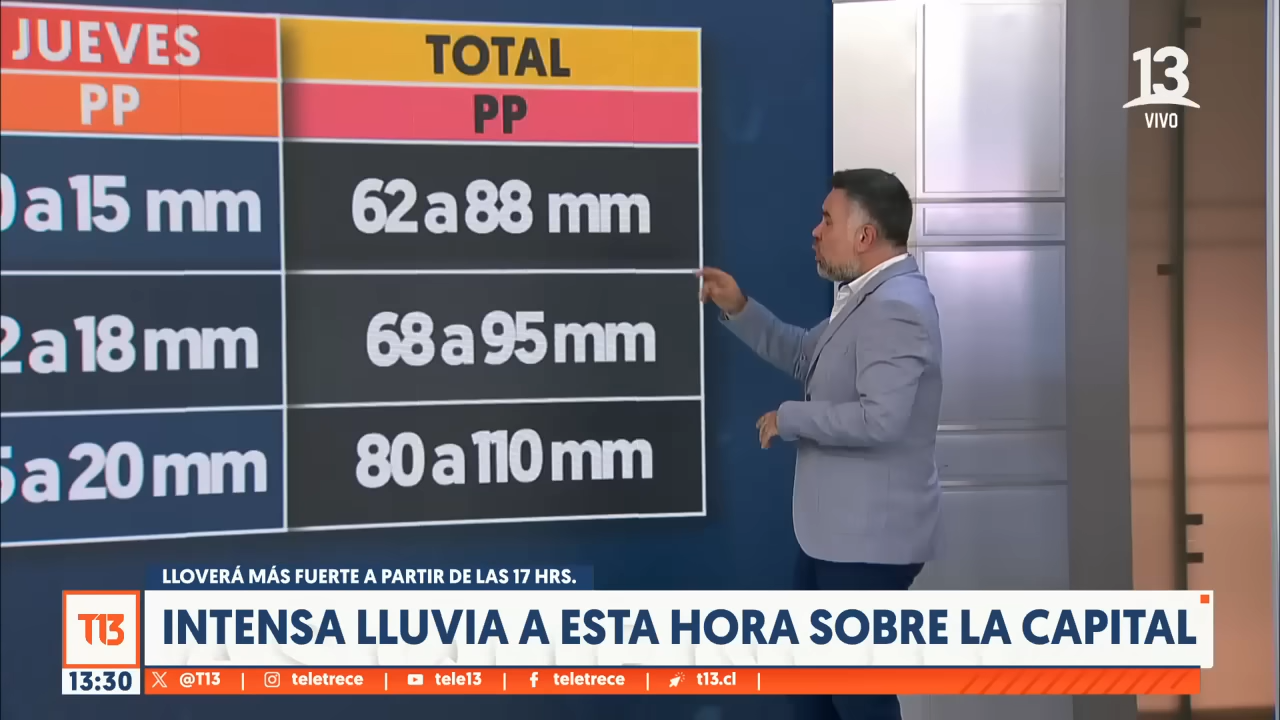 JUEVES
TOTAL
PP
PP
a 15 mm
62 a 88 mm
a 18 mm
68 a 95 mm
a 20 mm
80 a 110 mm
13
VIVO
LLOVERÁ MÁS FUERTE A PARTIR DE LAS 17 HRS.
T13
INTENSA LLUVIA A ESTA HORA SOBRE LA CAPITAL
13:30
@T13 | teletrece | tele13 | teletrece | t13.cl |